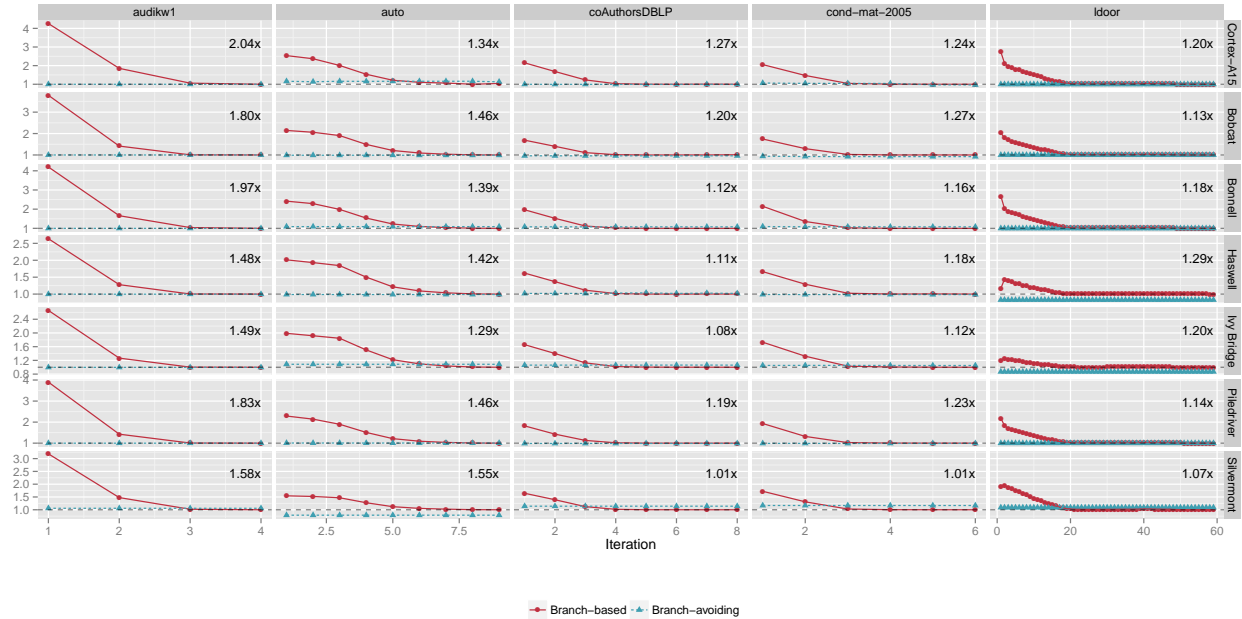 audikw1 auto coAuthorsDBLP cond−mat−2005 ldoor
4
3
2
1
2.04x 1.34x 1.27x 1.24x 1.20x
Cortex−A15
3
2
1
1.80x 1.46x 1.20x 1.27x 1.13x
Bobcat
4
3
2
1
1.97x 1.39x 1.12x 1.16x 1.18x
Bonnell
2.5
2.0
1.5
1.0
1.48x 1.42x 1.11x 1.18x 1.29x
Haswell
2.4
2.0
1.6
1.2
0.8
1.49x 1.29x 1.08x 1.12x 1.20x
Ivy Bridge
4
3
2
1
1.83x 1.46x 1.19x 1.23x 1.14x
Piledriver
3.0
2.5
2.0
1.5
1.0
1.58x 1.55x 1.01x 1.01x 1.07x
Silvermont
1 2 3 4 2.5 5.0 7.5 2 4 6 8 1 2 3 4 5 6 0 20 40 60
Iteration
Branch−based Branch−avoiding